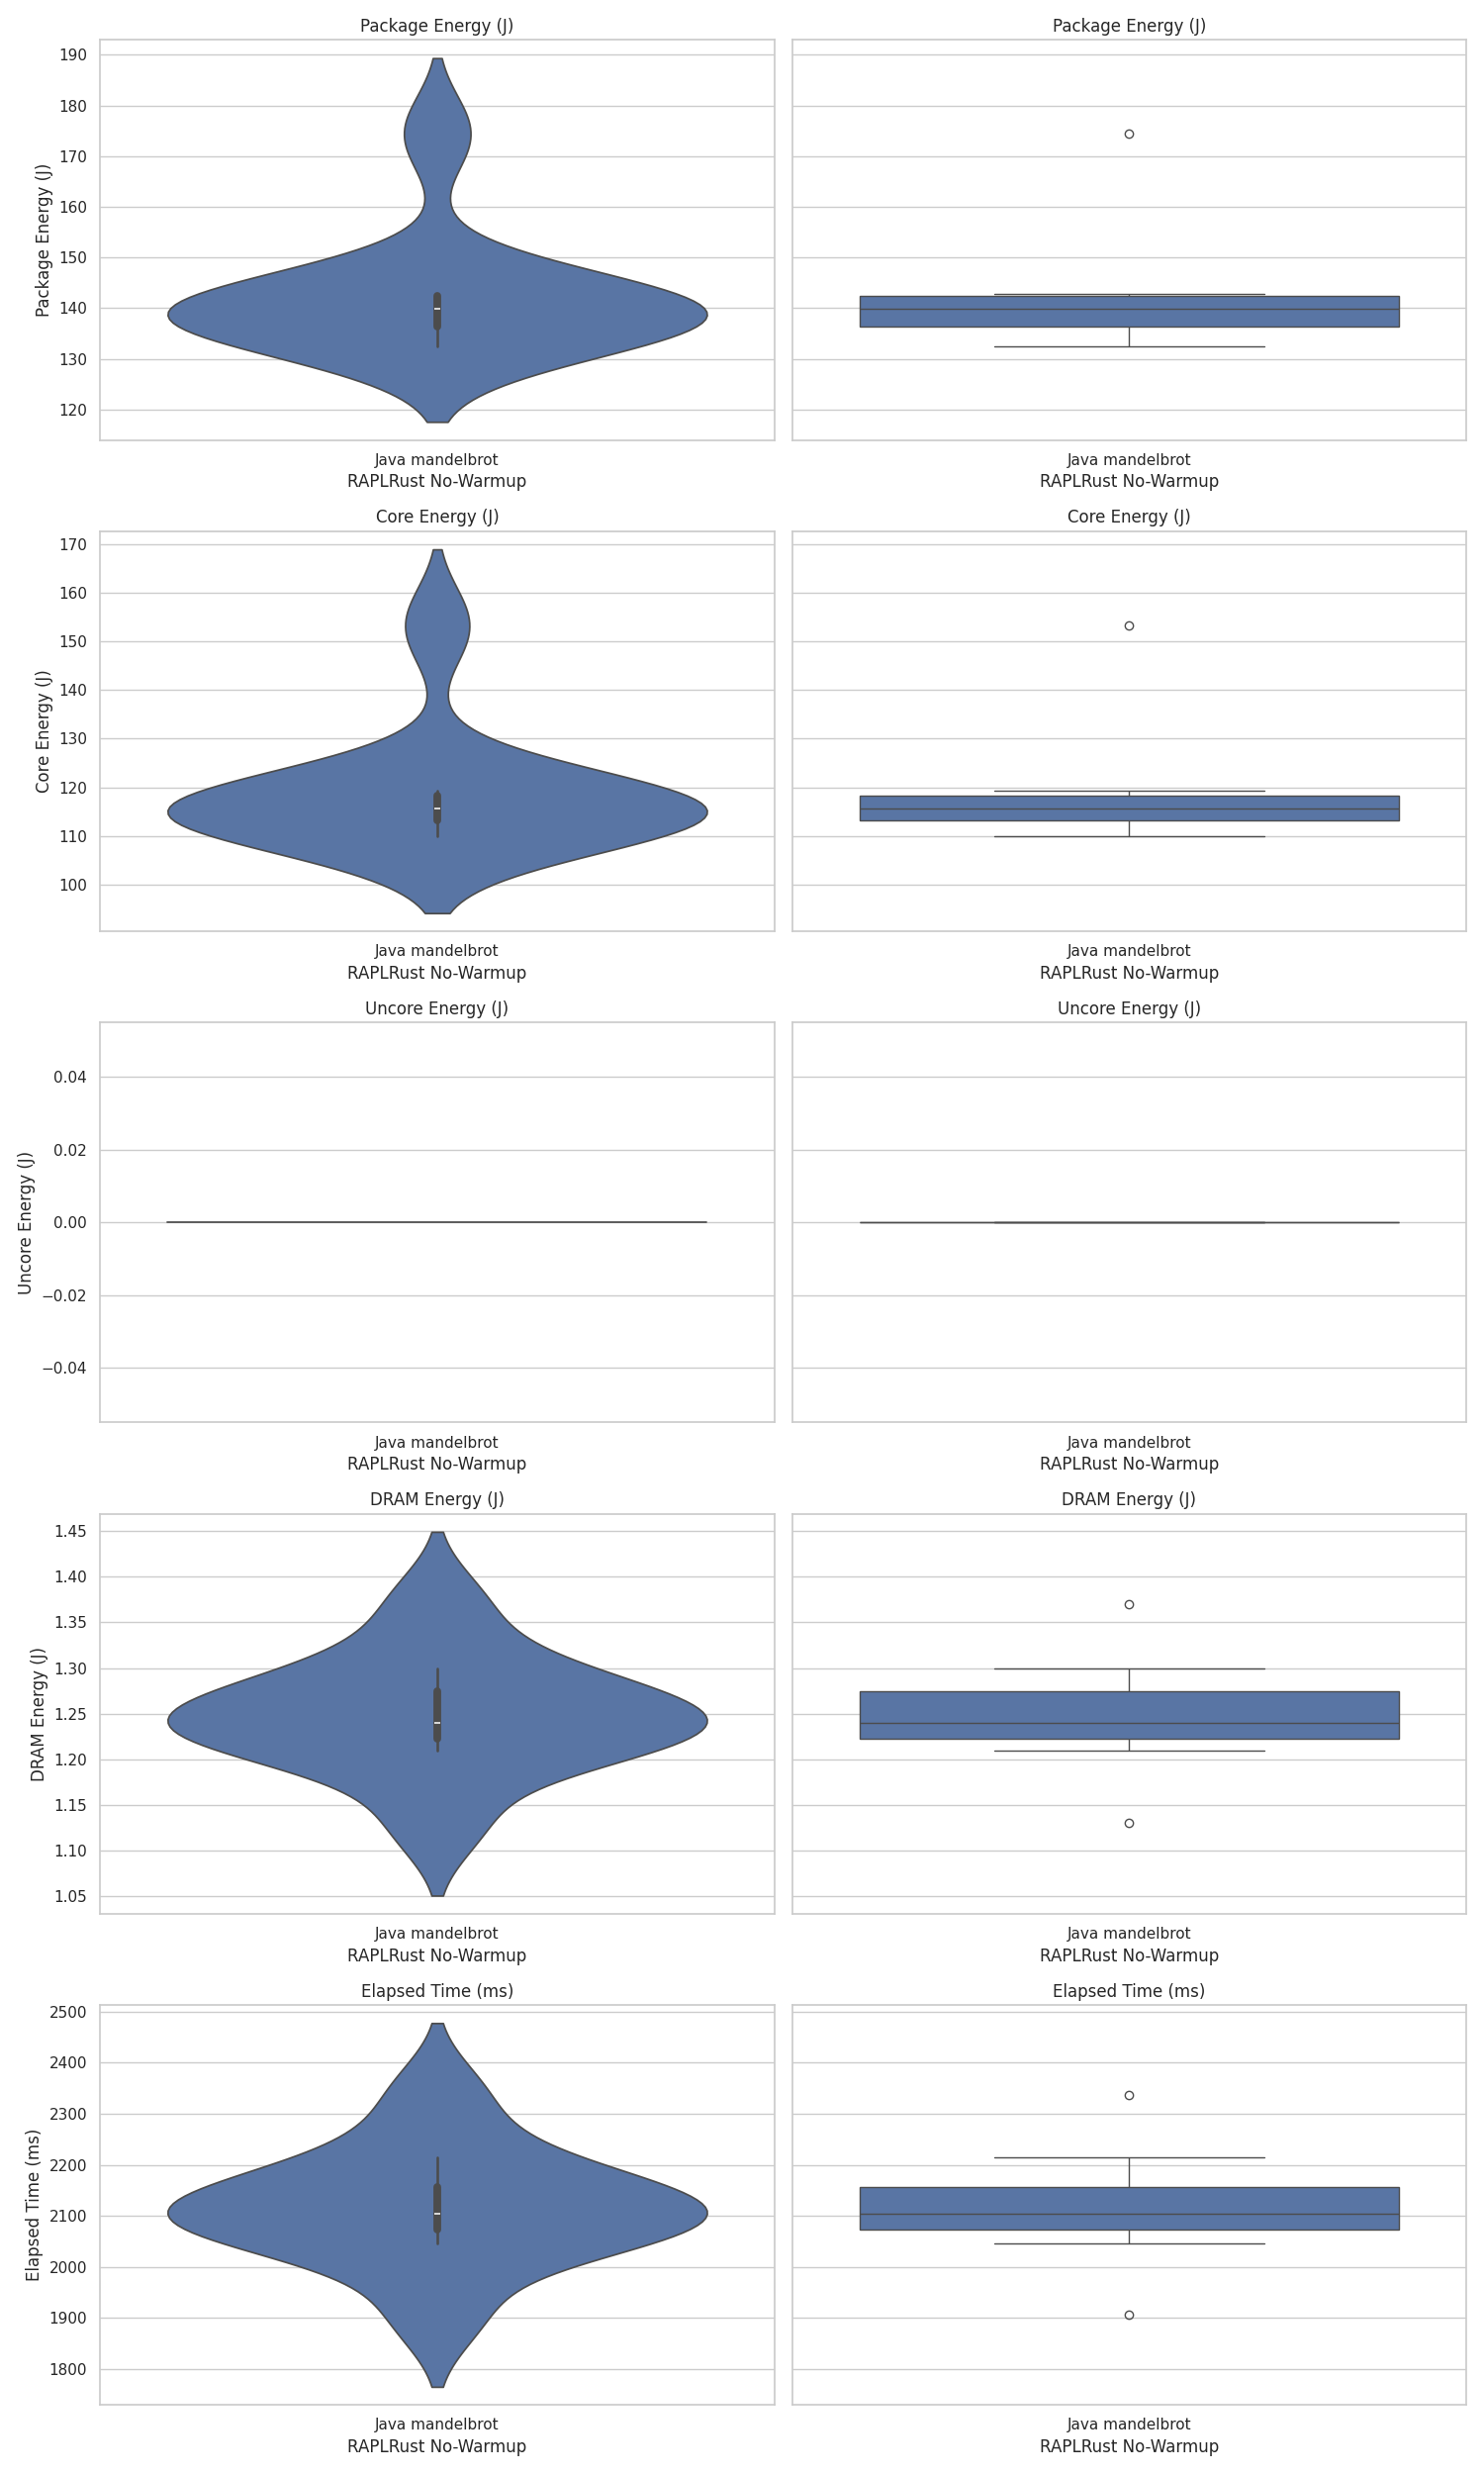 Package Energy (J)
Package Energy (J)
190
180
170
160
150
140
130
120
Package Energy (J)
Java mandelbrot
RAPLRust No-Warmup
Java mandelbrot
RAPLRust No-Warmup
Core Energy (J)
Core Energy (J)
170
160
150
140
130
120
110
100
Core Energy (J)
Java mandelbrot
RAPLRust No-Warmup
Java mandelbrot
RAPLRust No-Warmup
Uncore Energy (J)
Uncore Energy (J)
0.04
0.02
0.00
−0.02
−0.04
Uncore Energy (J)
Java mandelbrot
RAPLRust No-Warmup
Java mandelbrot
RAPLRust No-Warmup
DRAM Energy (J)
DRAM Energy (J)
1.45
1.40
1.35
1.30
1.25
1.20
1.15
1.10
1.05
DRAM Energy (J)
Java mandelbrot
RAPLRust No-Warmup
Java mandelbrot
RAPLRust No-Warmup
Elapsed Time (ms)
Elapsed Time (ms)
2500
2400
2300
2200
2100
2000
1900
1800
Elapsed Time (ms)
Java mandelbrot
RAPLRust No-Warmup
Java mandelbrot
RAPLRust No-Warmup